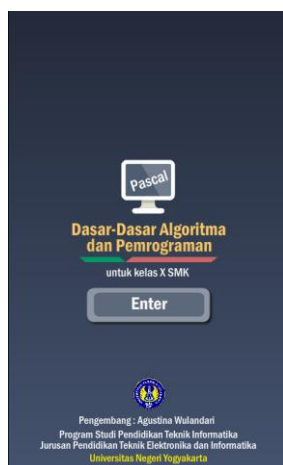 Pascal
Dasar-Dasar Algoritma
dan Pemrograman
untuk kelas X SMK
Enter
Pengembang : Agustina Wulandari
Program Studi Pendidikan Teknik Informatika
Jurusan Pendidikan Teknik Elektronika dan Informatika
Universitas Negeri Yogyakarta